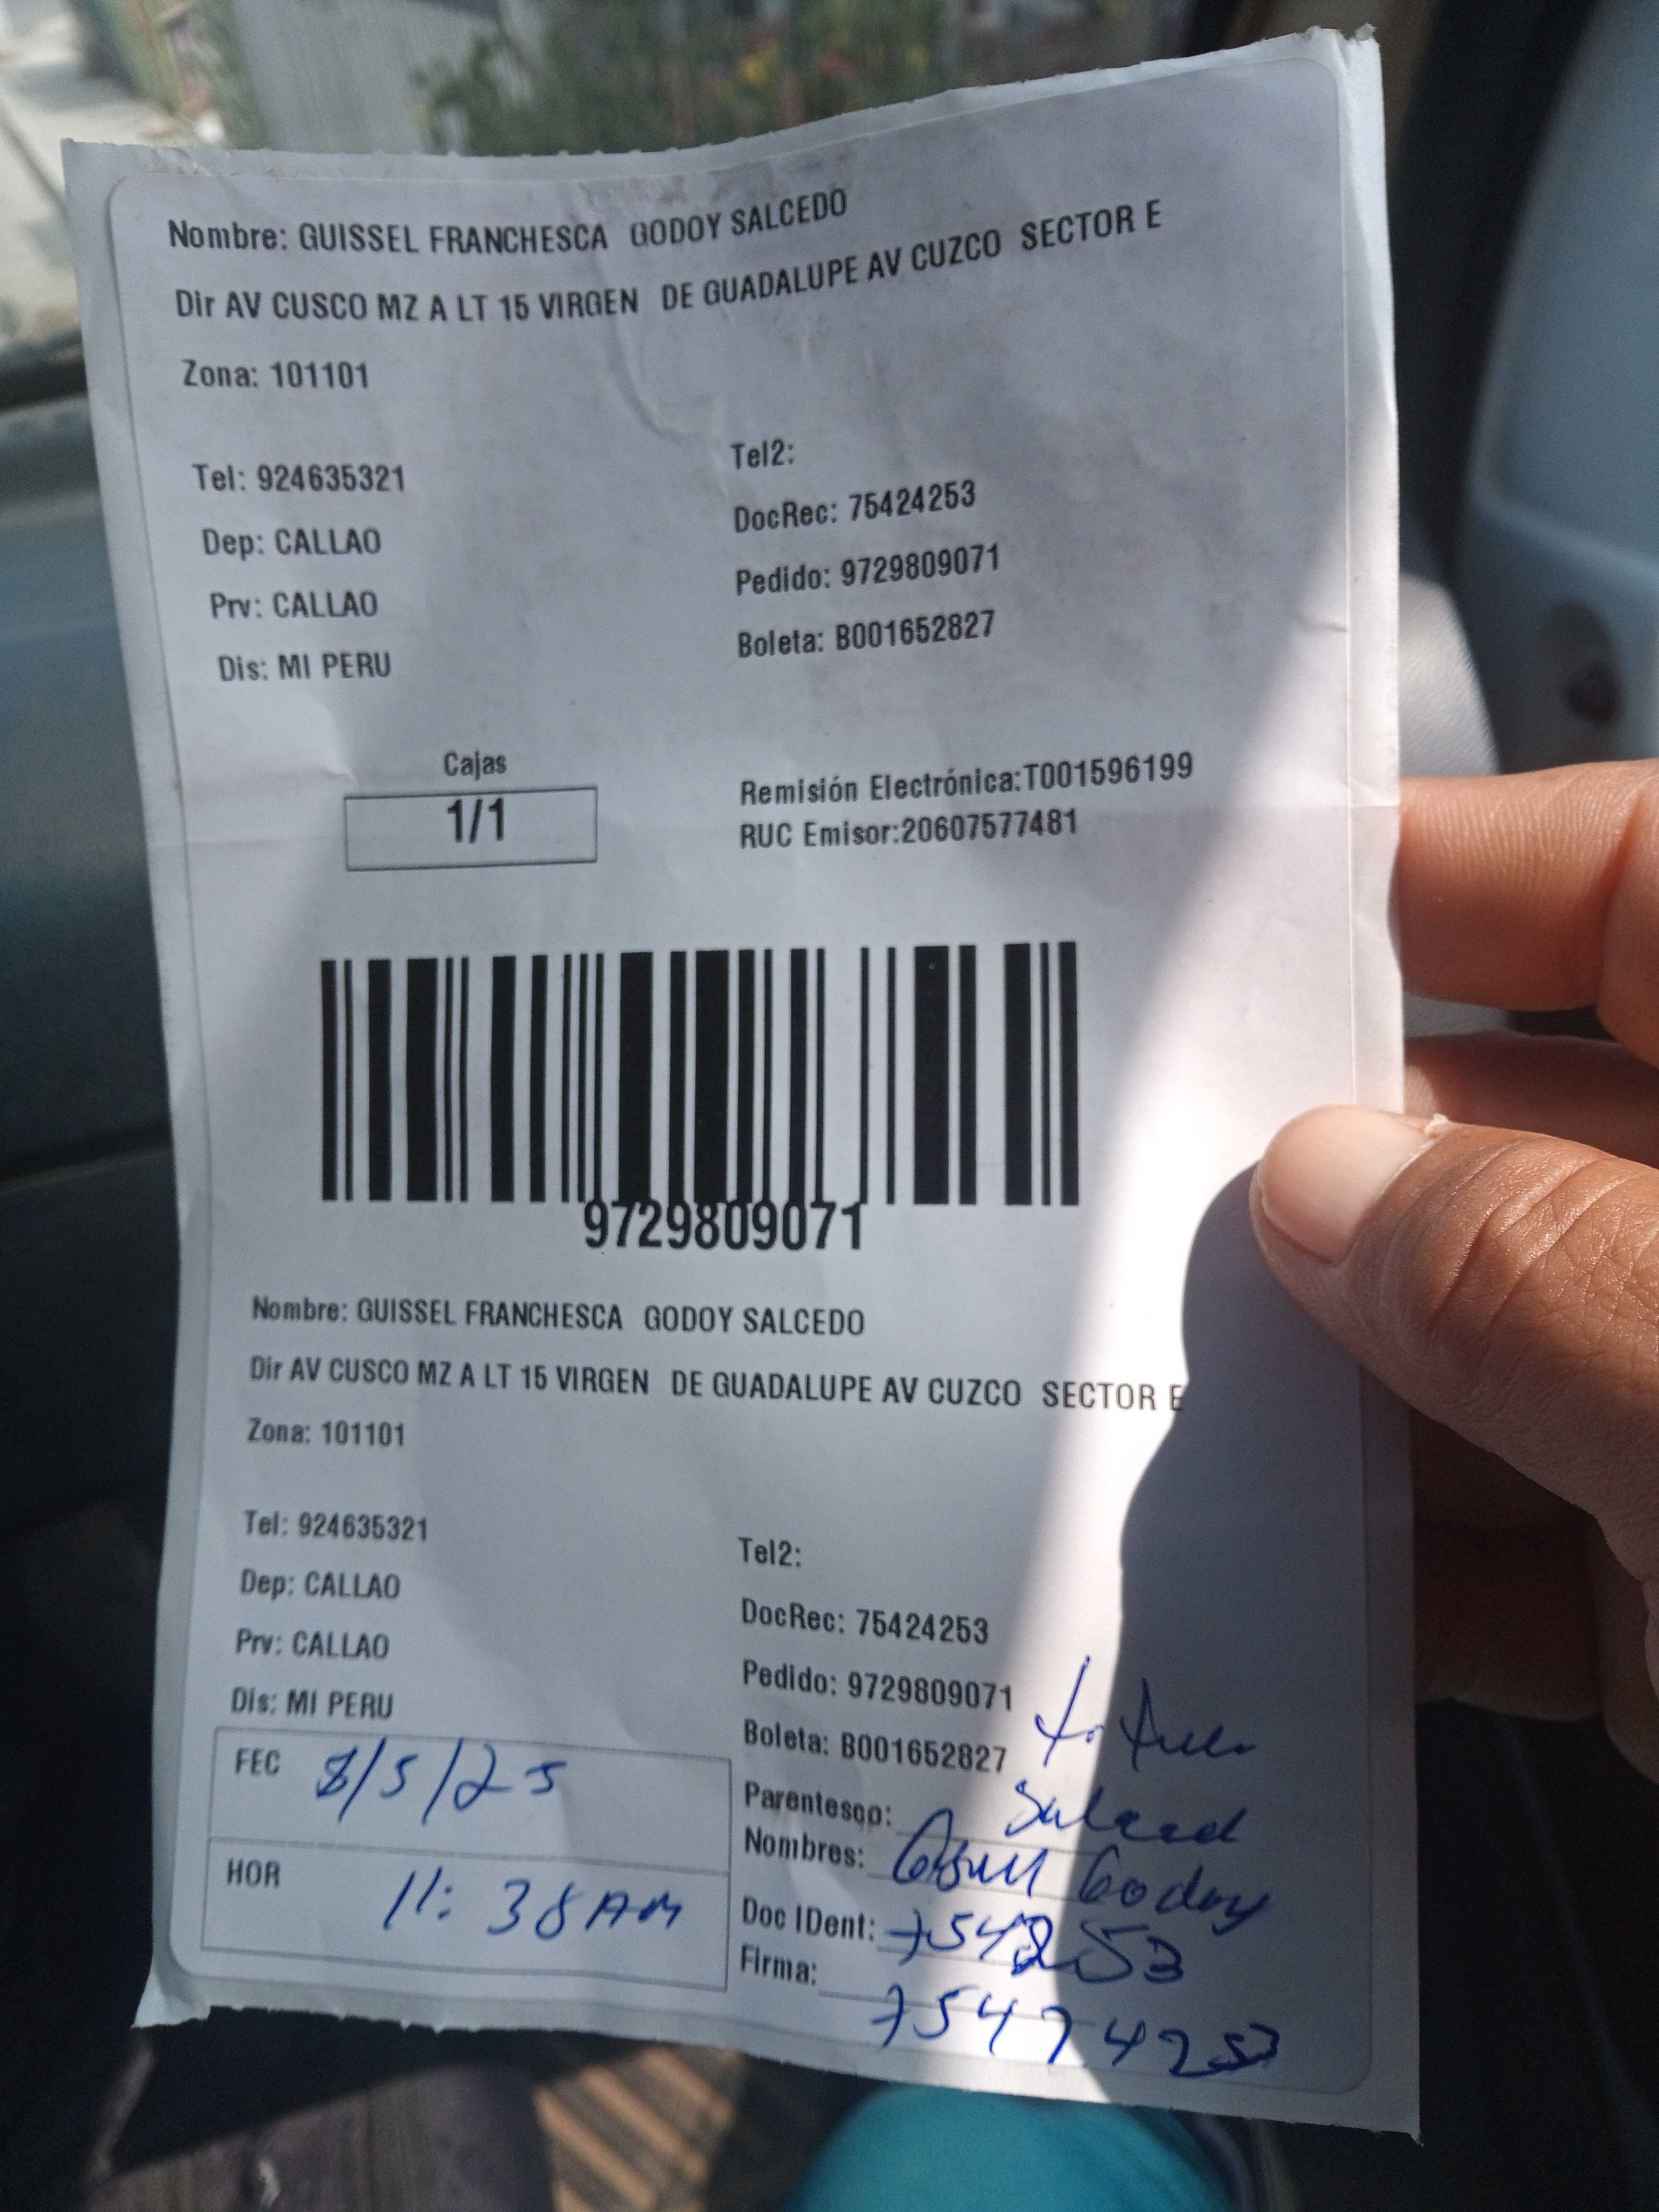 Nombre: GUISSEL FRANCHESCA GODOY SALCEDO
Dir AV CUSCO MZ A LT 15 VIRGEN DE GUADALUPE AV CUZCO SECTOR E
Zona: 101101
Tel: 924635321
Tel2:
Dep: CALLAO
DocRec: 75424253
Prv: CALLAO
Pedido: 9729809071
Dis: MI PERU
Boleta: B001652827
Cajas
1/1
Remisión Electrónica:T001596199
RUC Emisor:20607577481
9729809071
Nombre: GUISSEL FRANCHESCA GODOY SALCEDO
Dir AV CUSCO MZ A LT 15 VIRGEN DE GUADALUPE AV CUZCO SECTOR E
Zona: 101101
Tel: 924635321
Tel2:
Dep: CALLAO
DocRec: 75424253
Prv: CALLAO
Pedido: 9729809071
Dis: MI PERU
Boleta: B001652827
FEC 8/5/25
Parentesco:
Nombres: Godoy
HOR 11:38 AM
Doc IDent: 754253
Firma: